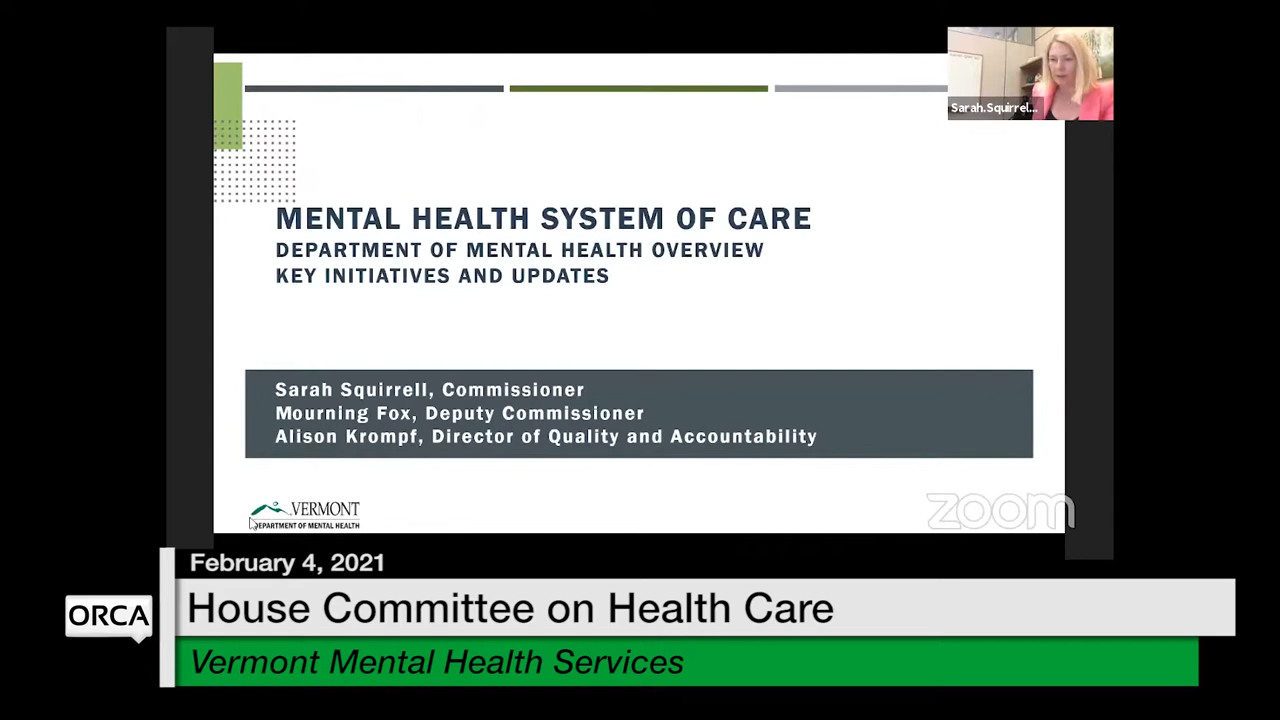 Sarah.Squirrel...
MENTAL HEALTH SYSTEM OF CARE
DEPARTMENT OF MENTAL HEALTH OVERVIEW
KEY INITIATIVES AND UPDATES
Sarah Squirrell, Commissioner
Mourning Fox, Deputy Commissioner
Alison Krompf, Director of Quality and Accountability
VERMONT
DEPARTMENT OF MENTAL HEALTH
zoom
February 4, 2021
ORCA
House Committee on Health Care
Vermont Mental Health Services